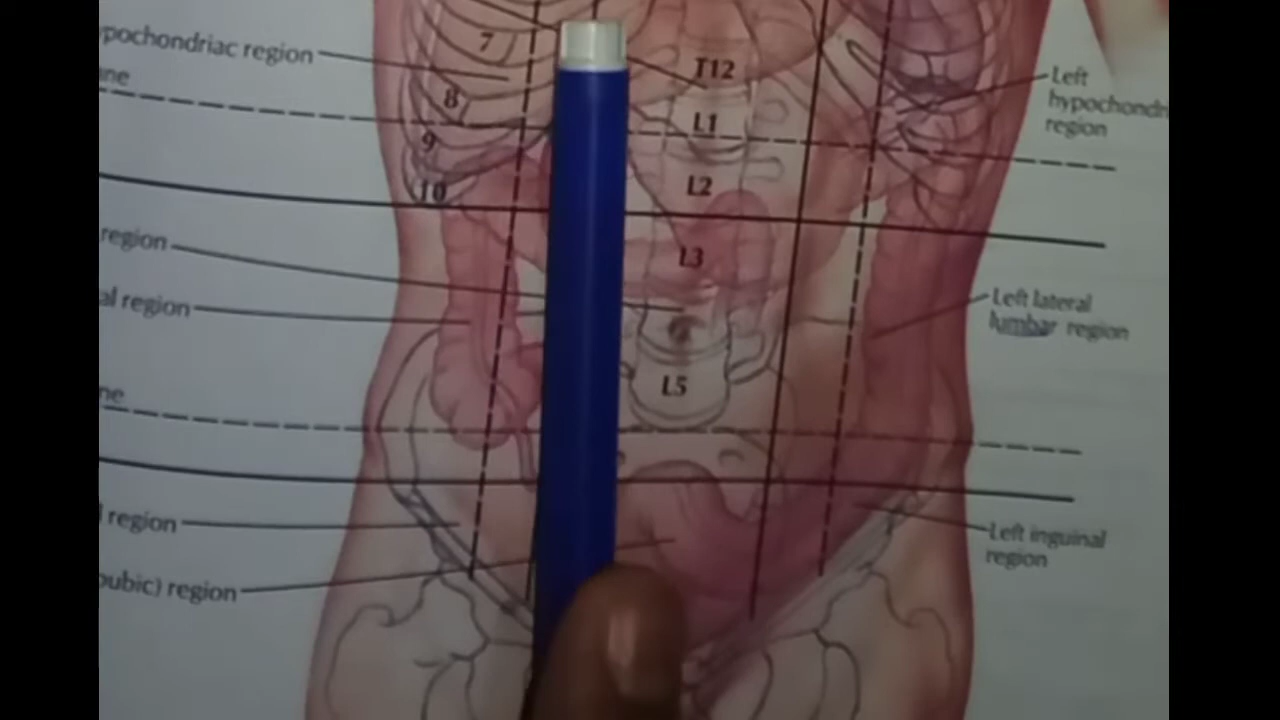 7
pochondriac region
T12
ne
8
Left
hypochondr
region
L1
9
L2
10
region
L3
al region
Left lateral
lumbar region
L5
ne
l region
Left inguinal
region
pubic) region